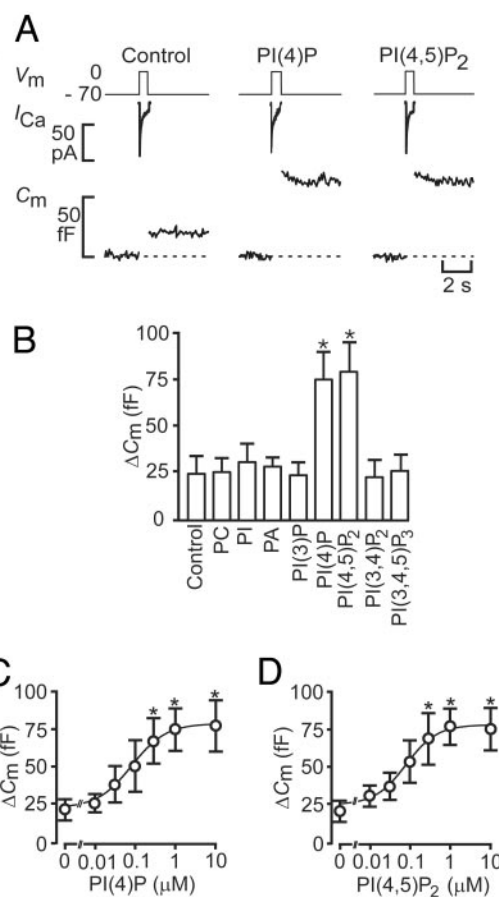 A
Control PI(4)P PI(4,5)P2
Vm 0
- 70
ICa
50
pA
Cm
50
fF
2 s
B
100
75
50
25
0
ΔCm (fF)
* *
Control PC PI PA PI(3)P PI(4)P PI(4,5)P2 PI(3,4)P2 PI(3,4,5)P3
C
100
75
50
25
0
ΔCm (fF)
* * *
0 0.01 0.1 1 10
PI(4)P (μM)
D
100
75
50
25
0
ΔCm (fF)
* * *
0 0.01 0.1 1 10
PI(4,5)P2 (μM)